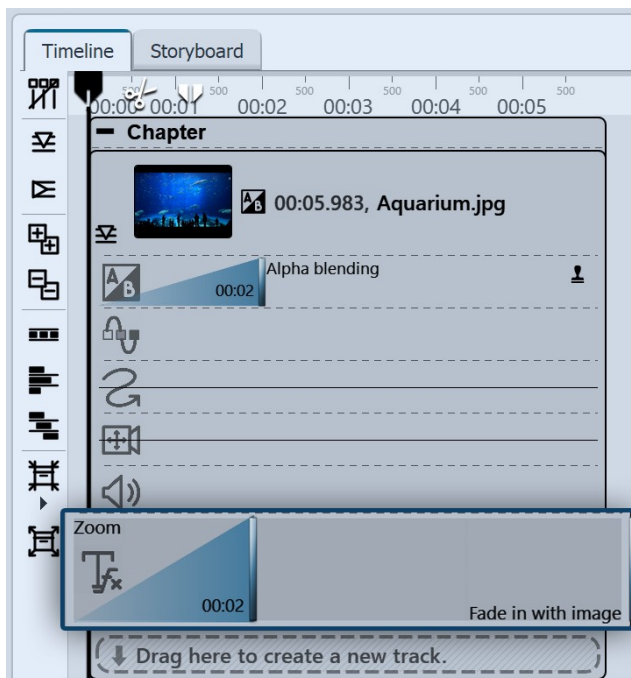 Timeline Storyboard
500 500 500 500 500 500
00:00 00:01 00:02 00:03 00:04 00:05
Chapter
A B 00:05.983, Aquarium.jpg
A B Alpha blending
00:02
Zoom
Tfx
00:02
Fade in with image
Drag here to create a new track.